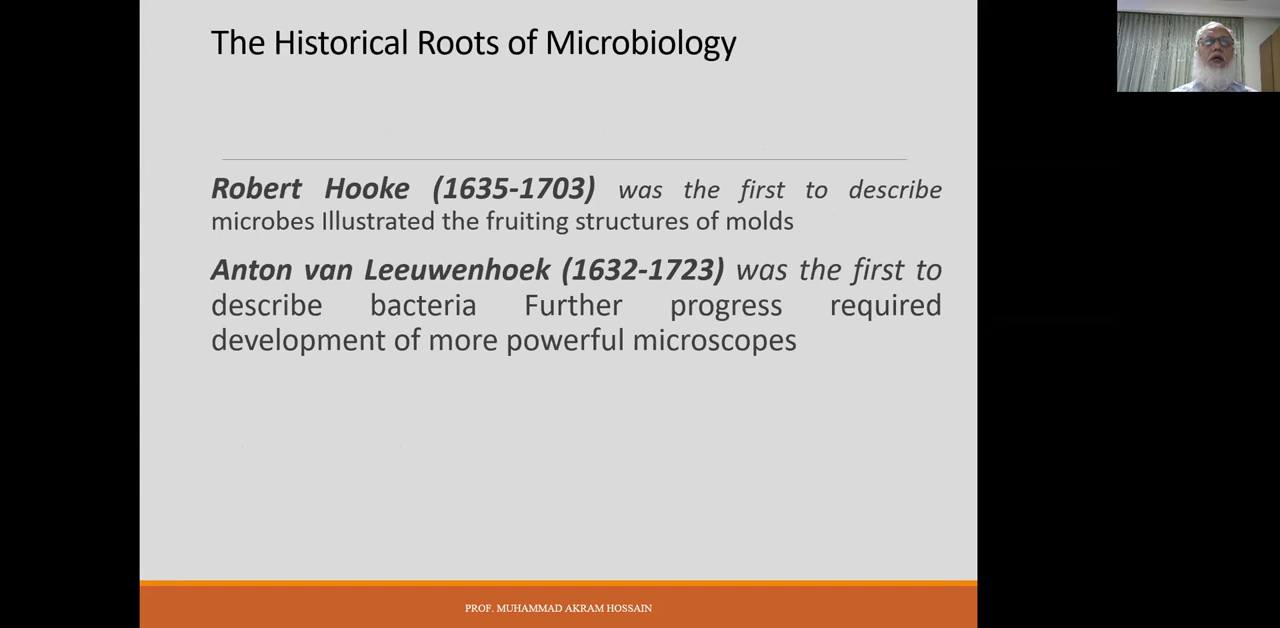 The Historical Roots of Microbiology
Robert Hooke (1635-1703) was the first to describe
microbes Illustrated the fruiting structures of molds
Anton van Leeuwenhoek (1632-1723) was the first to
describe bacteria Further progress required
development of more powerful microscopes
PROF. MUHAMMAD AKRAM HOSSAIN